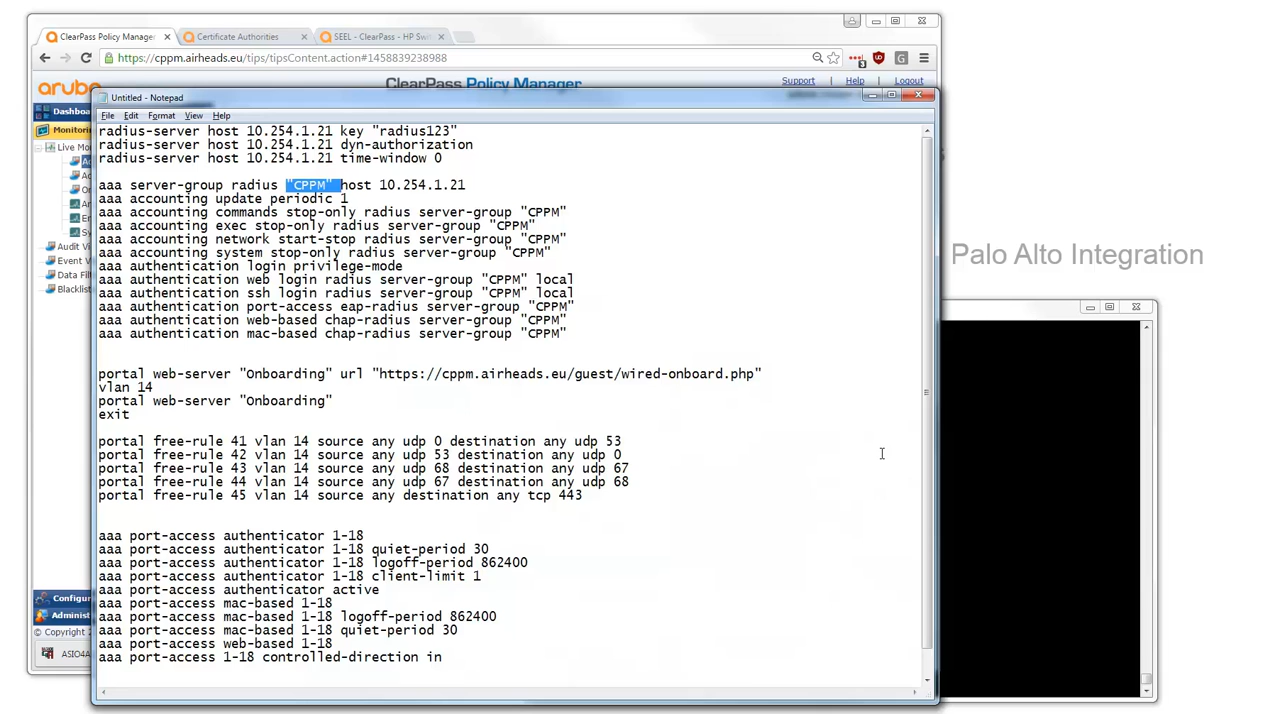 ClearPass Policy Manager
Certificate Authorities
SEEL - ClearPass - HP Swi
https://cppm.airheads.eu/tips/tipsContent.action#1458839238988
aruba
ClearPass Policy Manager
Support
Help
Logout
Dashbo
Monitorin
Live Mo
Audit Vi
Event V
Data Filt
Blacklist
Configur
Administ
© Copyright 2
ASIO4A
Untitled - Notepad
File Edit Format View Help
radius-server host 10.254.1.21 key "radius123"
radius-server host 10.254.1.21 dyn-authorization
radius-server host 10.254.1.21 time-window 0
aaa server-group radius "CPPM" host 10.254.1.21
aaa accounting update periodic 1
aaa accounting commands stop-only radius server-group "CPPM"
aaa accounting exec stop-only radius server-group "CPPM"
aaa accounting network start-stop radius server-group "CPPM"
aaa accounting system stop-only radius server-group "CPPM"
aaa authentication login privilege-mode
aaa authentication web login radius server-group "CPPM" local
aaa authentication ssh login radius server-group "CPPM" local
aaa authentication port-access eap-radius server-group "CPPM"
aaa authentication web-based chap-radius server-group "CPPM"
aaa authentication mac-based chap-radius server-group "CPPM"
portal web-server "Onboarding" url "https://cppm.airheads.eu/guest/wired-onboard.php"
vlan 14
portal web-server "Onboarding"
exit
portal free-rule 41 vlan 14 source any udp 0 destination any udp 53
portal free-rule 42 vlan 14 source any udp 53 destination any udp 0
portal free-rule 43 vlan 14 source any udp 68 destination any udp 67
portal free-rule 44 vlan 14 source any udp 67 destination any udp 68
portal free-rule 45 vlan 14 source any destination any tcp 443
aaa port-access authenticator 1-18
aaa port-access authenticator 1-18 quiet-period 30
aaa port-access authenticator 1-18 logoff-period 862400
aaa port-access authenticator 1-18 client-limit 1
aaa port-access authenticator active
aaa port-access mac-based 1-18
aaa port-access mac-based 1-18 logoff-period 862400
aaa port-access mac-based 1-18 quiet-period 30
aaa port-access web-based 1-18
aaa port-access 1-18 controlled-direction in
Palo Alto Integration